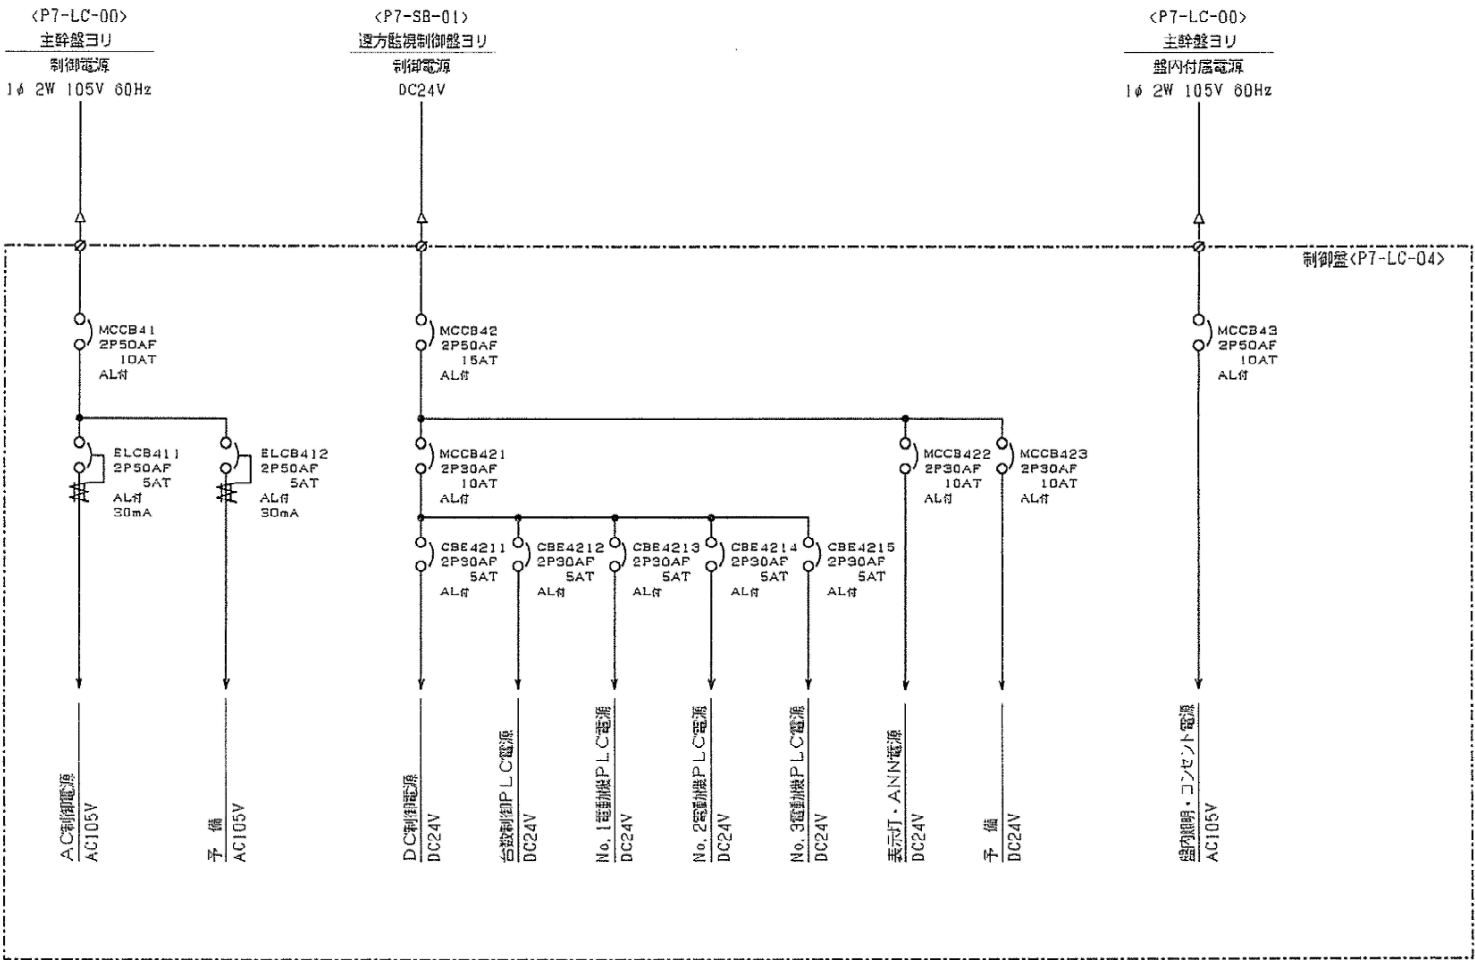 <P7-LC-00>
主幹盤ヨリ
制御電源
1φ 2W 105V 60Hz
<P7-SB-01>
遠方監視制御盤ヨリ
制御電源
DC24V
<P7-LC-00>
主幹盤ヨリ
盤内付属電源
1φ 2W 105V 60Hz
制御盤<P7-LC-04>
MCCB41
2P50AF
10AT
AL付
MCCB42
2P50AF
15AT
AL付
MCCB43
2P50AF
10AT
AL付
ELCB411
2P50AF
5AT
AL付
30mA
ELCB412
2P50AF
5AT
AL付
30mA
MCCB421
2P30AF
10AT
AL付
MCCB422
2P30AF
10AT
AL付
MCCB423
2P30AF
10AT
AL付
CBE4211
2P30AF
5AT
AL付
CBE4212
2P30AF
5AT
AL付
CBE4213
2P30AF
5AT
AL付
CBE4214
2P30AF
5AT
AL付
CBE4215
2P30AF
5AT
AL付
AC制御電源
AC105V
予 備
AC105V
DC制御電源
DC24V
台数制御PLC電源
DC24V
No.1電動機PLC電源
DC24V
No.2電動機PLC電源
DC24V
No.3電動機PLC電源
DC24V
表示灯・ANN電源
DC24V
予 備
DC24V
盤内照明・コンセント電源
AC105V